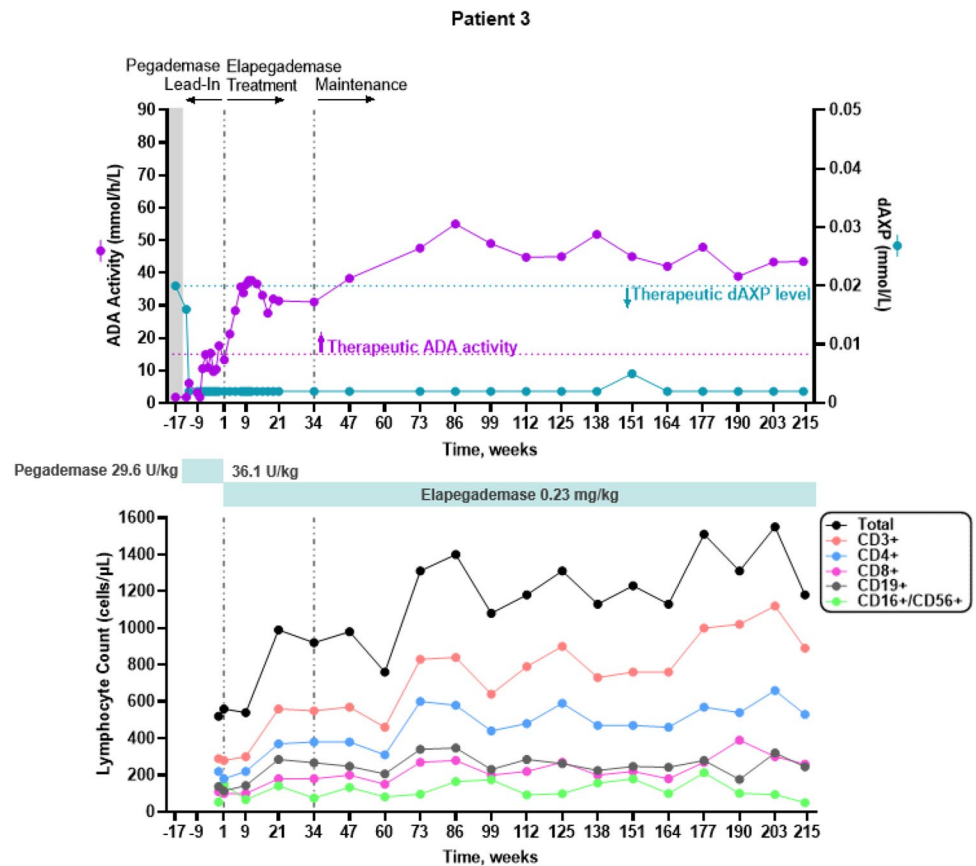 Patient 3
Pegademase Elapegademase
Lead-In Treatment Maintenance
ADA Activity (mmol/h/L)
90
80
70
60
50
40
30
20
10
0
0.05
0.04
0.03
0.02
0.01
0
dAXP (mmol/L)
Therapeutic dAXP level
Therapeutic ADA activity
-17 -9 1 9 21 34 47 60 73 86 99 112 125 138 151 164 177 190 203 215
Time, weeks
Pegademase 29.6 U/kg 36.1 U/kg
Elapegademase 0.23 mg/kg
Lymphocyte Count (cells/µL)
1600
1400
1200
1000
800
600
400
200
0
Total
CD3+
CD4+
CD8+
CD19+
CD16+/CD56+
-17 -9 1 9 21 34 47 60 73 86 99 112 125 138 151 164 177 190 203 215
Time, weeks